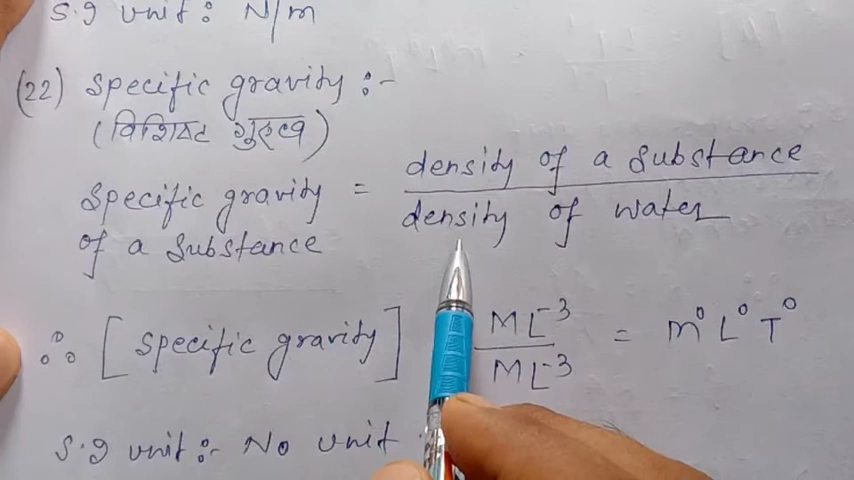 S.I unit: N/m
(22) Specific gravity :-
(विशिष्ट गुरुत्व)
Specific gravity of a substance = density of a substance / density of water
∴ [Specific gravity] ML⁻³ / ML⁻³ = M⁰L⁰T⁰
S.I unit:- No unit